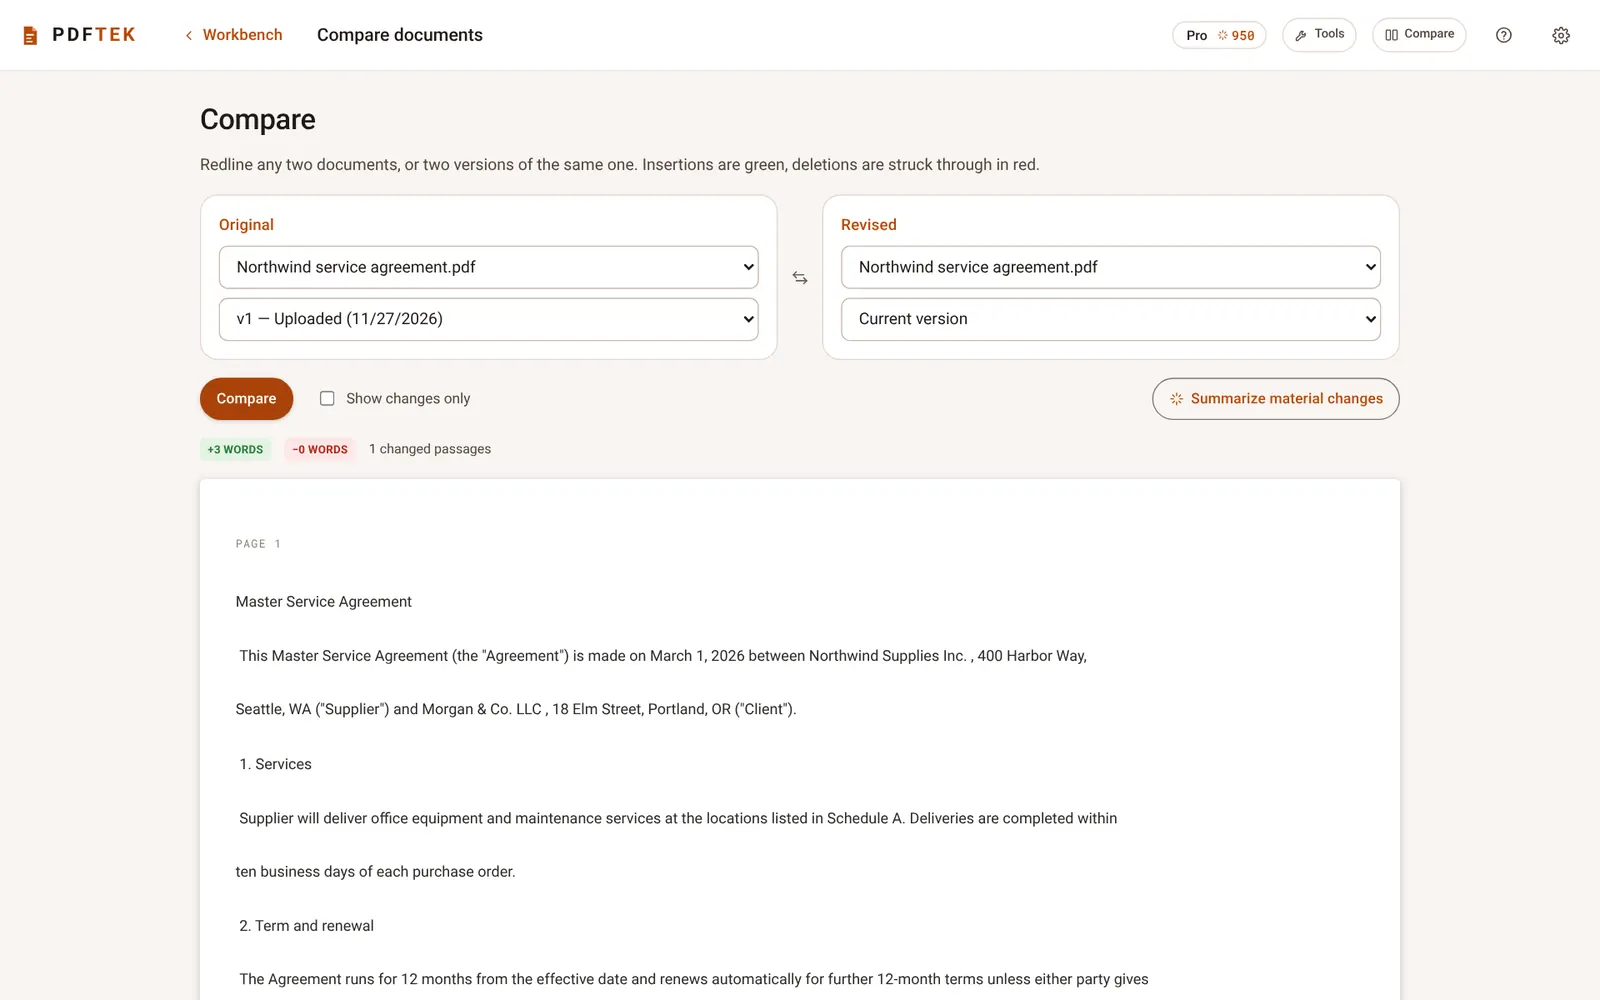 PDFTEK
Workbench
Compare documents
Pro 950
Tools
Compare
Compare
Redline any two documents, or two versions of the same one. Insertions are green, deletions are struck through in red.
Original
Northwind service agreement.pdf
v1 — Uploaded (11/27/2026)
Revised
Northwind service agreement.pdf
Current version
Compare
Show changes only
Summarize material changes
+3 WORDS
−0 WORDS
1 changed passages
PAGE 1
Master Service Agreement
This Master Service Agreement (the "Agreement") is made on March 1, 2026 between Northwind Supplies Inc. , 400 Harbor Way,
Seattle, WA ("Supplier") and Morgan & Co. LLC , 18 Elm Street, Portland, OR ("Client").
1. Services
Supplier will deliver office equipment and maintenance services at the locations listed in Schedule A. Deliveries are completed within
ten business days of each purchase order.
2. Term and renewal
The Agreement runs for 12 months from the effective date and renews automatically for further 12-month terms unless either party gives